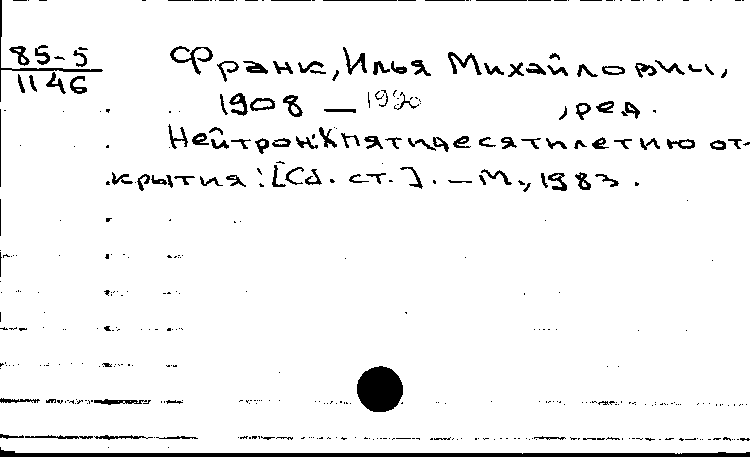 85-5
1146
Франк, Илья Михайлович,
1908 — 1990 , ред.
Нейтрон: К пятидесятилетию от-
крытия: [Сб. ст.]. — М., 1983.